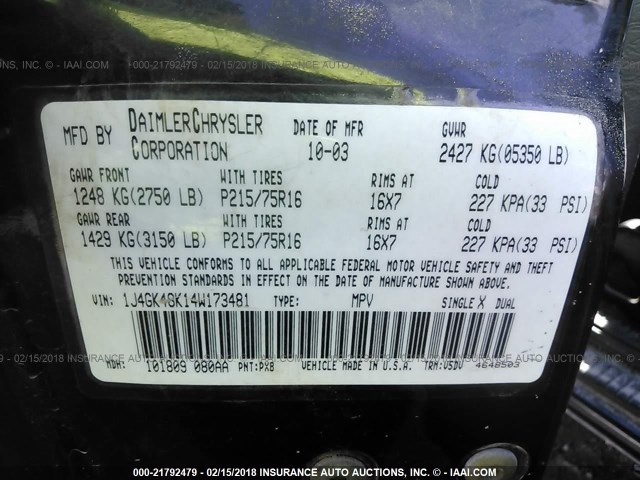 000-21792479 - 02/15/2018 INSURANCE AUTO AUCTIONS, INC. - © IAAI.COM
MFD BY DAIMLERCHRYSLER CORPORATION DATE OF MFR 10-03 GVWR 2427 KG(05350 LB)
GAWR FRONT WITH TIRES RIMS AT COLD
1248 KG(2750 LB) P215/75R16 16X7 227 KPA(33 PSI)
GAWR REAR WITH TIRES RIMS AT COLD
1429 KG(3150 LB) P215/75R16 16X7 227 KPA(33 PSI)
THIS VEHICLE CONFORMS TO ALL APPLICABLE FEDERAL MOTOR VEHICLE SAFETY AND THEFT
PREVENTION STANDARDS IN EFFECT ON THE DATE OF MANUFACTURE SHOWN ABOVE.
VIN: 1J4GK48K14W173481 TYPE: MPV SINGLE X DUAL
MDH: 101809 080AA PNT:PX8 VEHICLE MADE IN U.S.A. TRM:V5DV 4648503
000-21792479 - 02/15/2018 INSURANCE AUTO AUCTIONS, INC. - © IAAI.COM